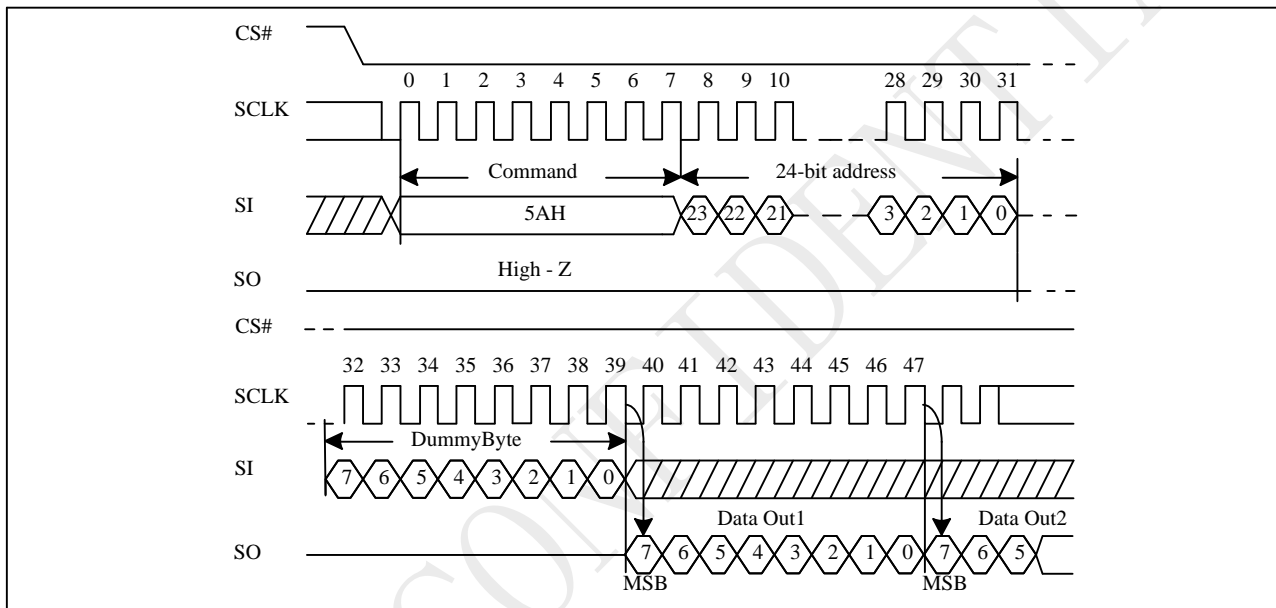 CS#
0 1 2 3 4 5 6 7 8 9 10 28 29 30 31
SCLK
Command 24-bit address
SI 5AH 23 22 21 3 2 1 0
High - Z
SO
CS#
32 33 34 35 36 37 38 39 40 41 42 43 44 45 46 47
SCLK
DummyByte
SI 7 6 5 4 3 2 1 0
Data Out1 Data Out2
SO 7 6 5 4 3 2 1 0 7 6 5
MSB MSB